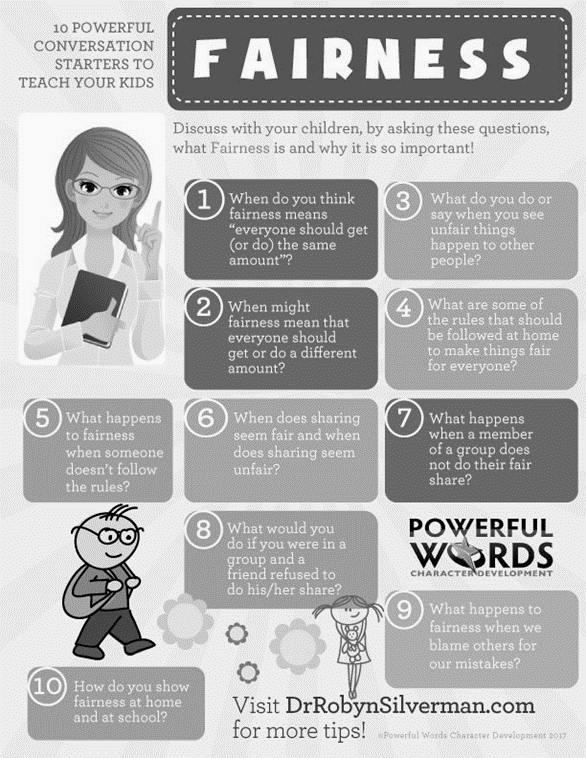 10 POWERFUL
CONVERSATION
STARTERS TO
TEACH YOUR KIDS
FAIRNESS
Discuss with your children, by asking these questions,
what Fairness is and why it is so important!
1
When do you think
fairness means
"everyone should get
(or do) the same
amount"?
2
When might
fairness mean that
everyone should
get or do a different
amount?
3
What do you do or
say when you see
unfair things
happen to other
people?
4
What are some of
the rules that should
be followed at home
to make things fair
for everyone?
5
What happens
to fairness
when someone
doesn't follow
the rules?
6
When does sharing
seem fair and when
does sharing seem
unfair?
7
What happens
when a member
of a group does
not do their fair
share?
8
What would you
do if you were in a
group and a
friend refused to
do his/her share?
POWERFUL
WORDS
CHARACTER DEVELOPMENT
9
What happens to
fairness when we
blame others for
our mistakes?
10
How do you show
fairness at home
and at school?
Visit DrRobynSilverman.com
for more tips!
©Powerful Words Character Development 2017